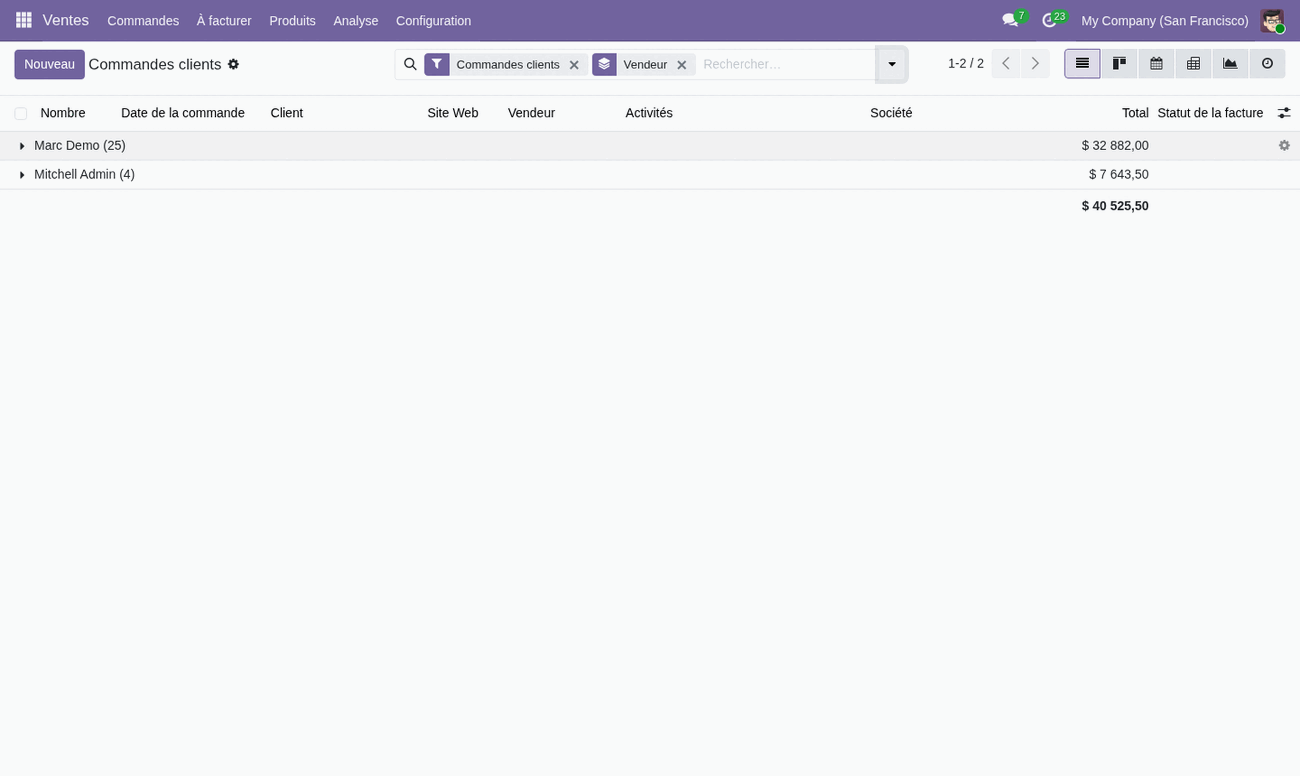 Ventes Commandes À facturer Produits Analyse Configuration 7 23 My Company (San Francisco)
Nouveau Commandes clients Commandes clients Vendeur Rechercher... 1-2 / 2
Nombre Date de la commande Client Site Web Vendeur Activités Société Total Statut de la facture
Marc Demo (25) $ 32 882,00
Mitchell Admin (4) $ 7 643,50
$ 40 525,50